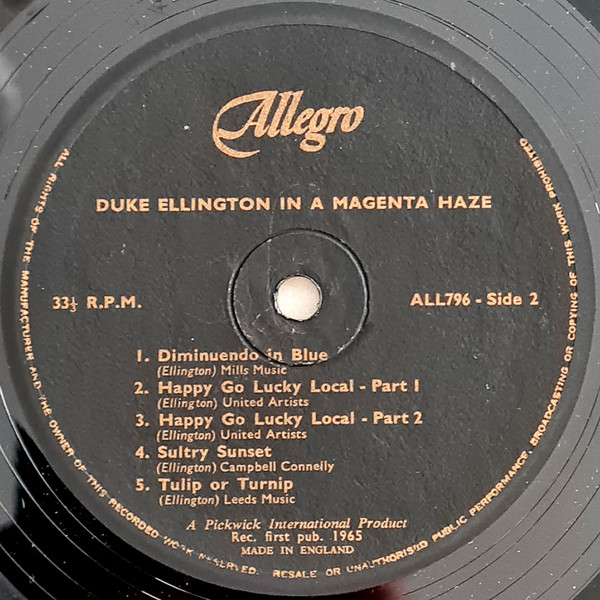 Allegro
DUKE ELLINGTON IN A MAGENTA HAZE
33⅓ R.P.M.
ALL796 - Side 2
1. Diminuendo in Blue
(Ellington) Mills Music
2. Happy Go Lucky Local - Part 1
(Ellington) United Artists
3. Happy Go Lucky Local - Part 2
(Ellington) United Artists
4. Sultry Sunset
(Ellington) Campbell Connelly
5. Tulip or Turnip
(Ellington) Leeds Music
A Pickwick International Product
Rec. first pub. 1965
MADE IN ENGLAND
ALL RIGHTS OF THE MANUFACTURER AND THE OWNER OF THIS RECORDED WORK RESERVED. RESALE OR UNAUTHORISED PUBLIC PERFORMANCE, BROADCASTING OR COPYING OF THIS WORK PROHIBITED